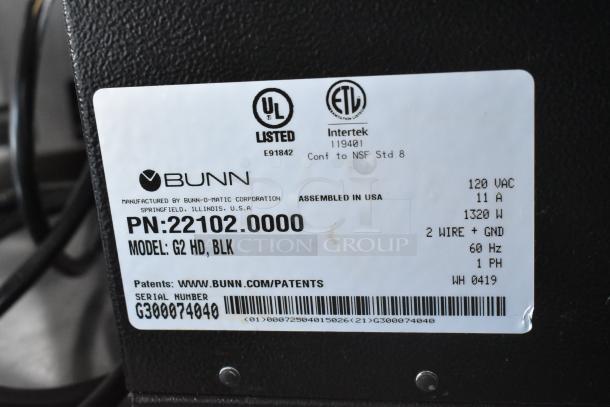 UL
LISTED
E91842
ETL
Intertek
119401
Conf to NSF Std 8
BUNN
MANUFACTURED BY BUNN-O-MATIC CORPORATION
SPRINGFIELD, ILLINOIS, U.S.A
ASSEMBLED IN USA
PN:22102.0000
MODEL: G2 HD, BLK
120 VAC
11 A
1320 W
2 WIRE + GND
60 Hz
1 PH
WH 0419
Patents: WWW.BUNN.COM/PATENTS
SERIAL NUMBER
G300074040
(01)00072504015026(21)G300074040
AUCTION GROUP